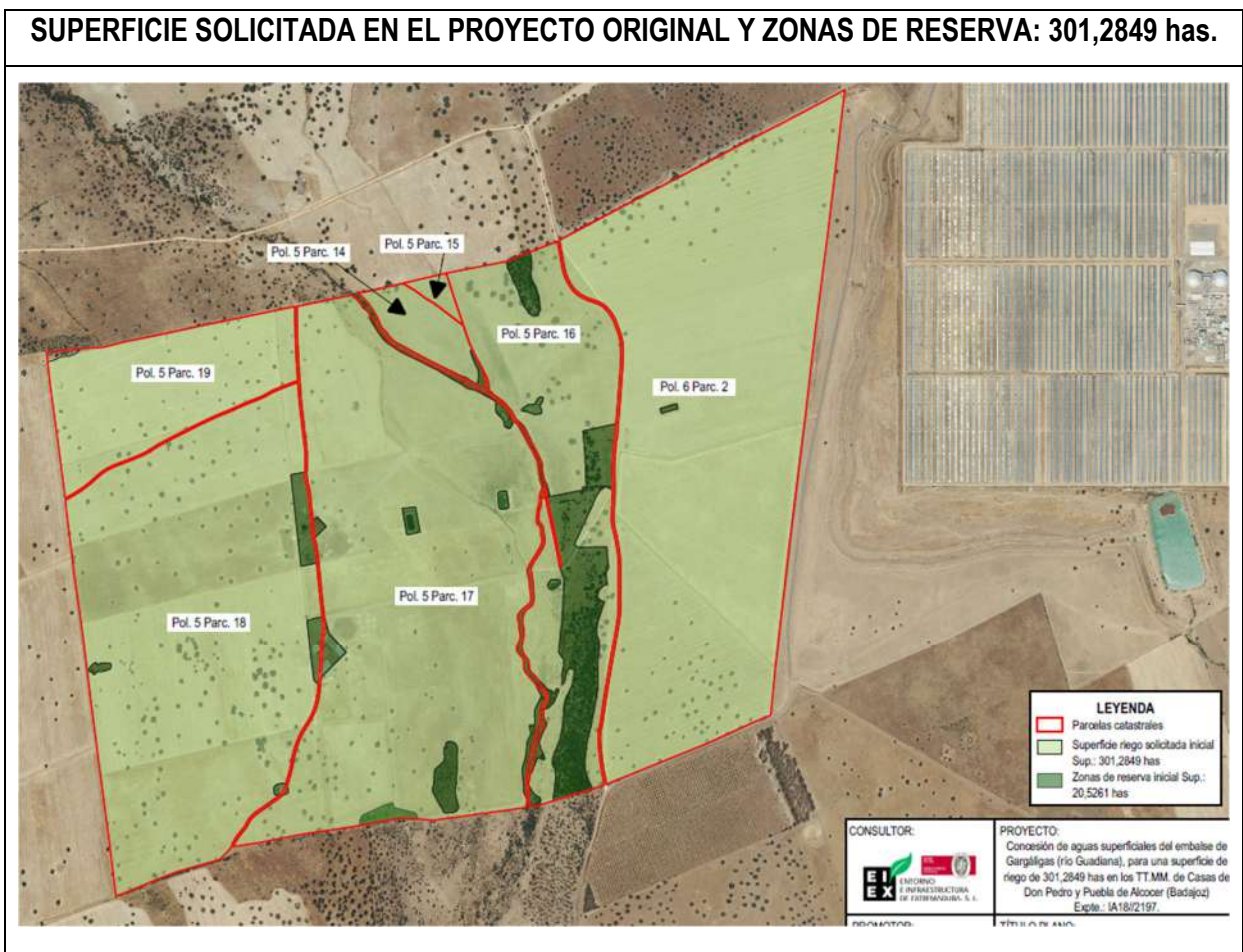 SUPERFICIE SOLICITADA EN EL PROYECTO ORIGINAL Y ZONAS DE RESERVA: 301,2849 has.
Pol. 5 Parc. 14
Pol. 5 Parc. 15
Pol. 5 Parc. 16
Pol. 5 Parc. 19
Pol. 6 Parc. 2
Pol. 5 Parc. 17
Pol. 5 Parc. 18
LEYENDA
Parcelas catastrales
Superficie riego solicitada inicial
Sup.: 301,2849 has
Zonas de reserva inicial Sup.:
20,5261 has
CONSULTOR:
EI
EX
ENTORNO
E INFRAESTRUCTURA
DE EXTREMADURA, S. L.
PROYECTO:
Concesión de aguas superficiales del embalse de
Gargáligas (río Guadiana), para una superficie de
riego de 301,2849 has en los TT.MM. de Casas de
Don Pedro y Puebla de Alcocer (Badajoz)
Expte.: IA18//2197.
PROMOTOR:
TÍTULO PLANO: